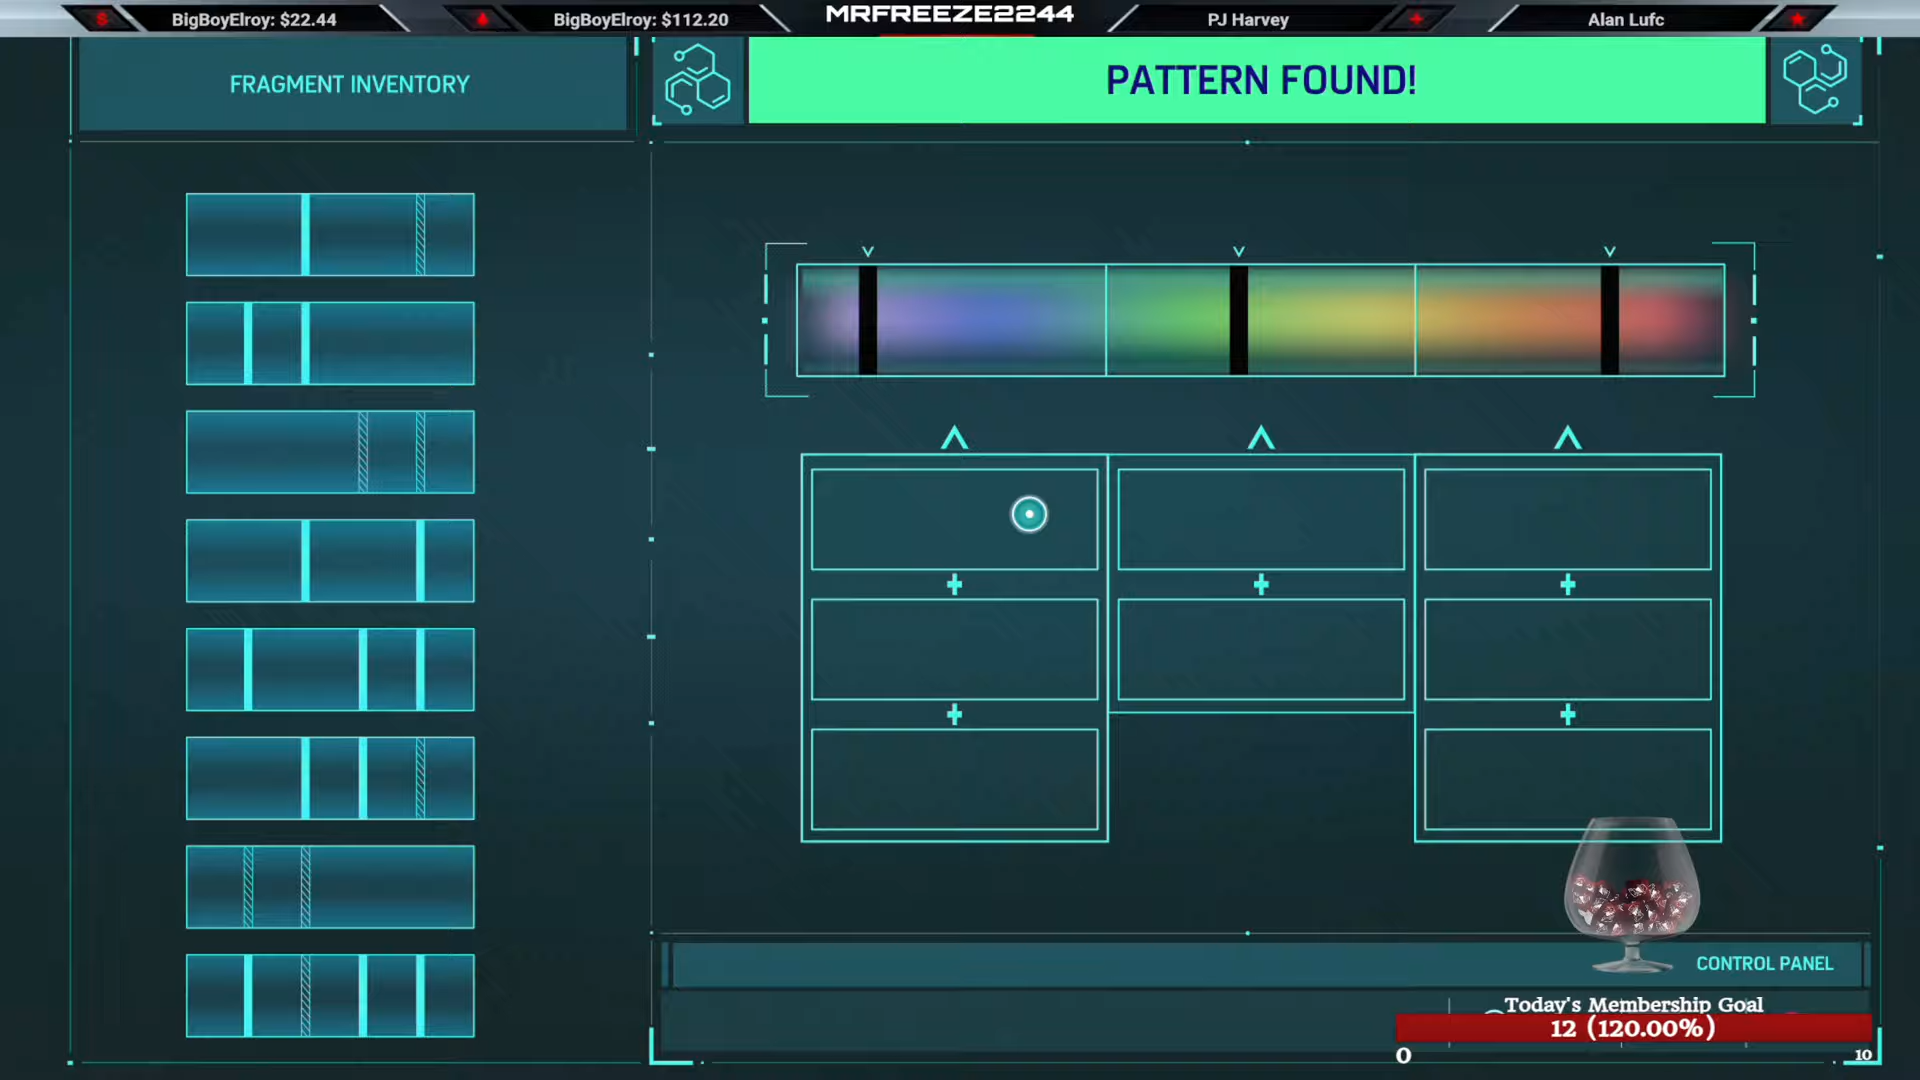 BigBoyElroy: $22.44
BigBoyElroy: $112.20
MRFREEZE2244
PJ Harvey
Alan Lufc
FRAGMENT INVENTORY
PATTERN FOUND!
CONTROL PANEL
Today's Membership Goal
12 (120.00%)
0
10